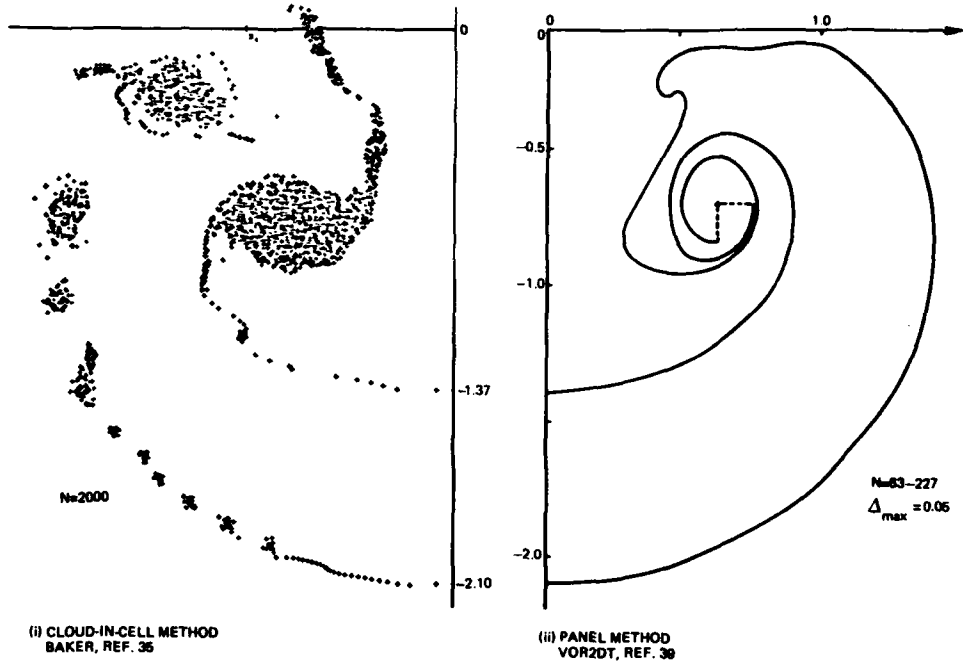 0
-1.37
N=2000
-2.10
(i) CLOUD-IN-CELL METHOD
BAKER, REF. 35
0
1.0
0
-0.5
-1.0
-2.0
N=83-227
Δmax = 0.05
(ii) PANEL METHOD
VOR2DT, REF. 39